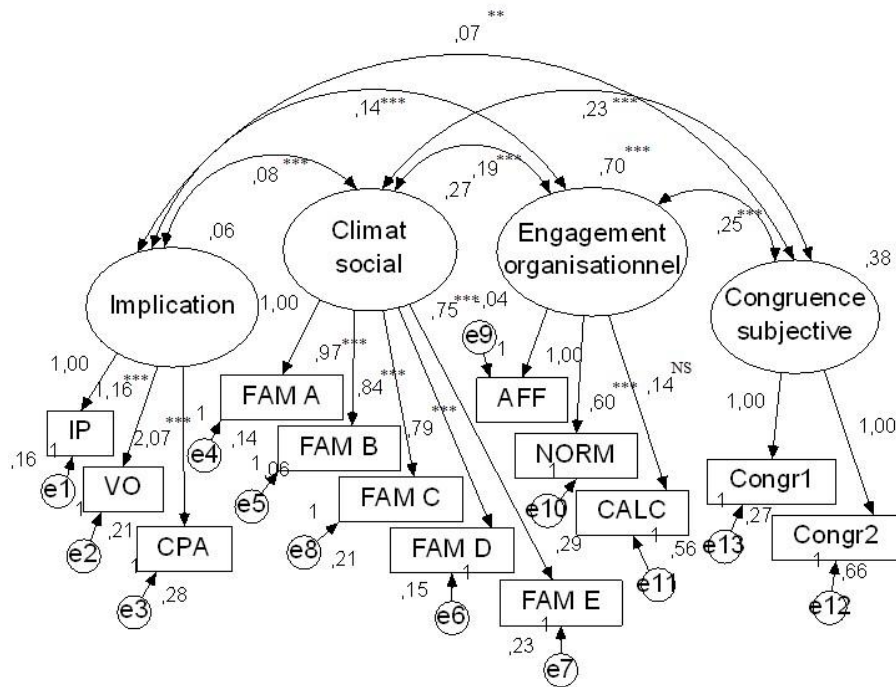 ,07 **
,14 ***
,23 ***
,08 ***
,19 ***
,70 ***
,27
,06
,25 ***
,38
Implication
Climat
social
Engagement
organisationnel
Congruence
subjective
1,00
1,16 ***
2,07 ***
1,00
,97 ***
,84 ***
,79 ***
,75 ***
-,04
1,00
,60 ***
,14 NS
1,00
1,00
IP
VO
CPA
FAM A
FAM B
FAM C
FAM D
FAM E
AFF
NORM
CALC
Congr1
Congr2
1
1
1
1
1
1
1
1
1
1
1
1
1
,16
,21
,28
,14
,06
,21
,15
,23
,29
,56
,27
,66
e1
e2
e3
e4
e5
e8
e6
e7
e9
e10
e11
e13
e12